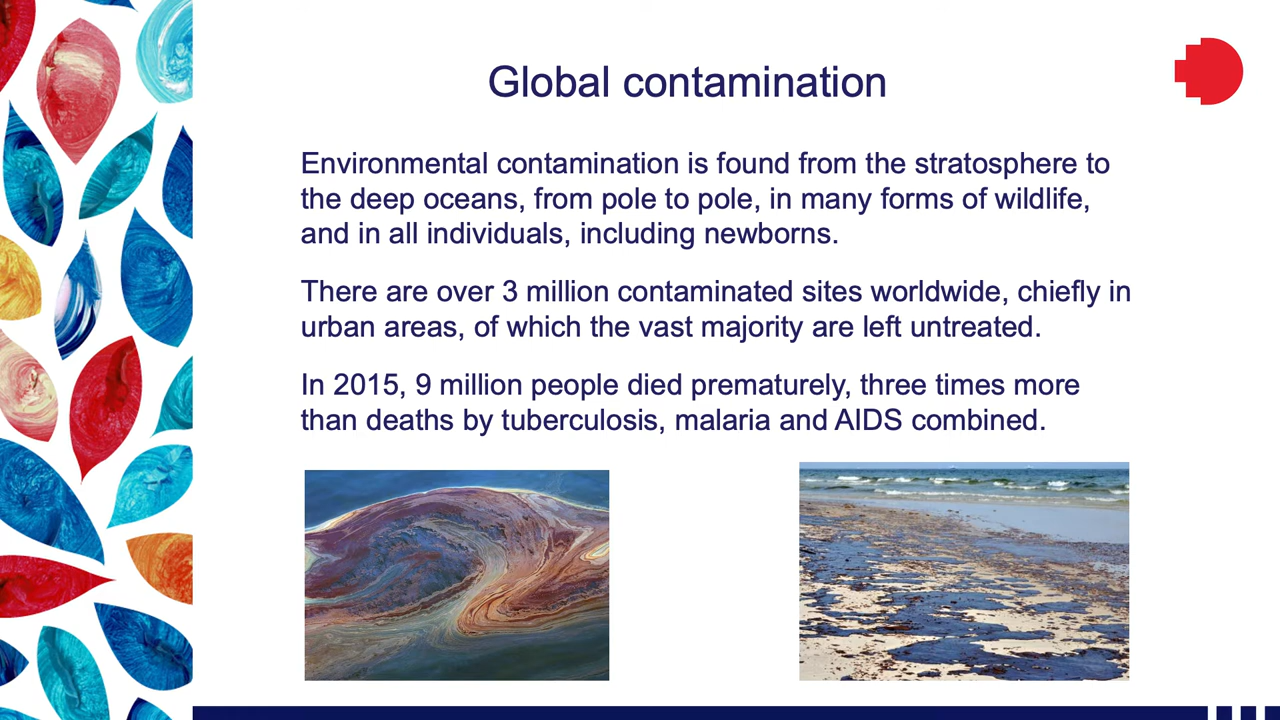 Global contamination
Environmental contamination is found from the stratosphere to
the deep oceans, from pole to pole, in many forms of wildlife,
and in all individuals, including newborns.
There are over 3 million contaminated sites worldwide, chiefly in
urban areas, of which the vast majority are left untreated.
In 2015, 9 million people died prematurely, three times more
than deaths by tuberculosis, malaria and AIDS combined.